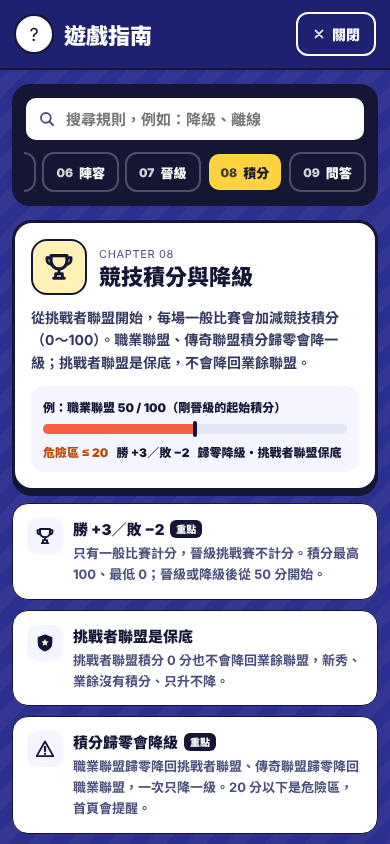 ?
遊戲指南
× 關閉
搜尋規則，例如：降級、離線
06 陣容
07 晉級
08 積分
09 問答
CHAPTER 08
競技積分與降級
從挑戰者聯盟開始，每場一般比賽會加減競技積分
（0～100）。職業聯盟、傳奇聯盟積分歸零會降一
級；挑戰者聯盟是保底，不會降回業餘聯盟。
例：職業聯盟 50 / 100（剛晉級的起始積分）
危險區 ≤ 20 勝 +3／敗 −2 歸零降級・挑戰者聯盟保底
勝 +3／敗 −2 重點
只有一般比賽計分，晉級挑戰賽不計分。積分最高
100、最低 0；晉級或降級後從 50 分開始。
挑戰者聯盟是保底
挑戰者聯盟積分 0 分也不會降回業餘聯盟，新秀、
業餘沒有積分、只升不降。
積分歸零會降級 重點
職業聯盟歸零降回挑戰者聯盟、傳奇聯盟歸零降回
職業聯盟，一次只降一級。20 分以下是危險區，
首頁會提醒。